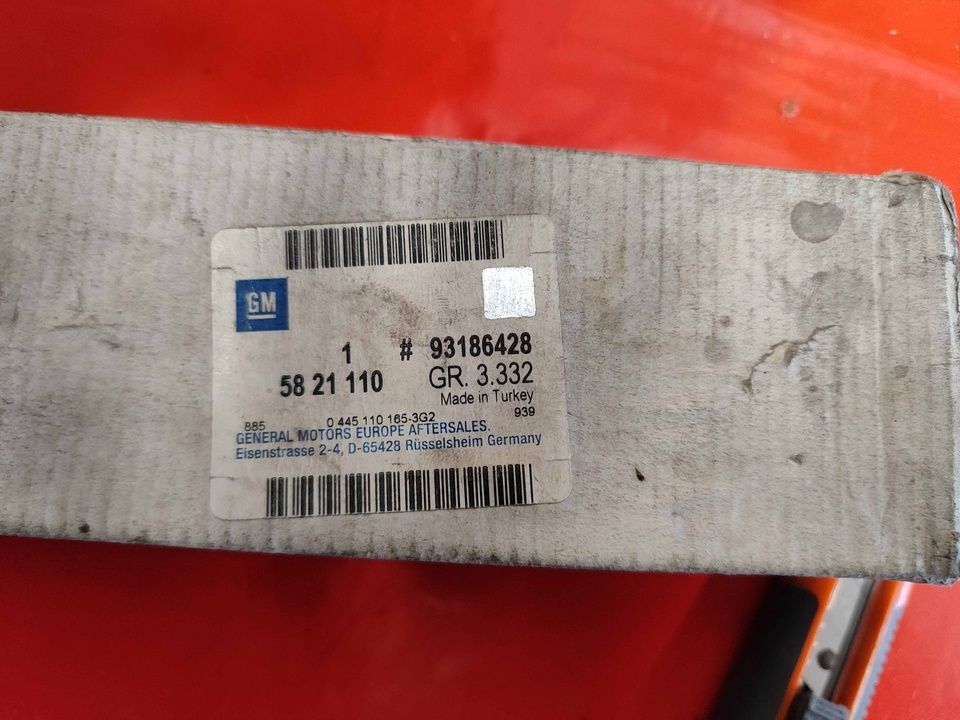 GM
1 # 93186428
58 21 110 GR. 3.332
Made in Turkey
885 0 445 110 165-3G2 939
GENERAL MOTORS EUROPE AFTERSALES.
Eisenstrasse 2-4, D-65428 Rüsselsheim Germany